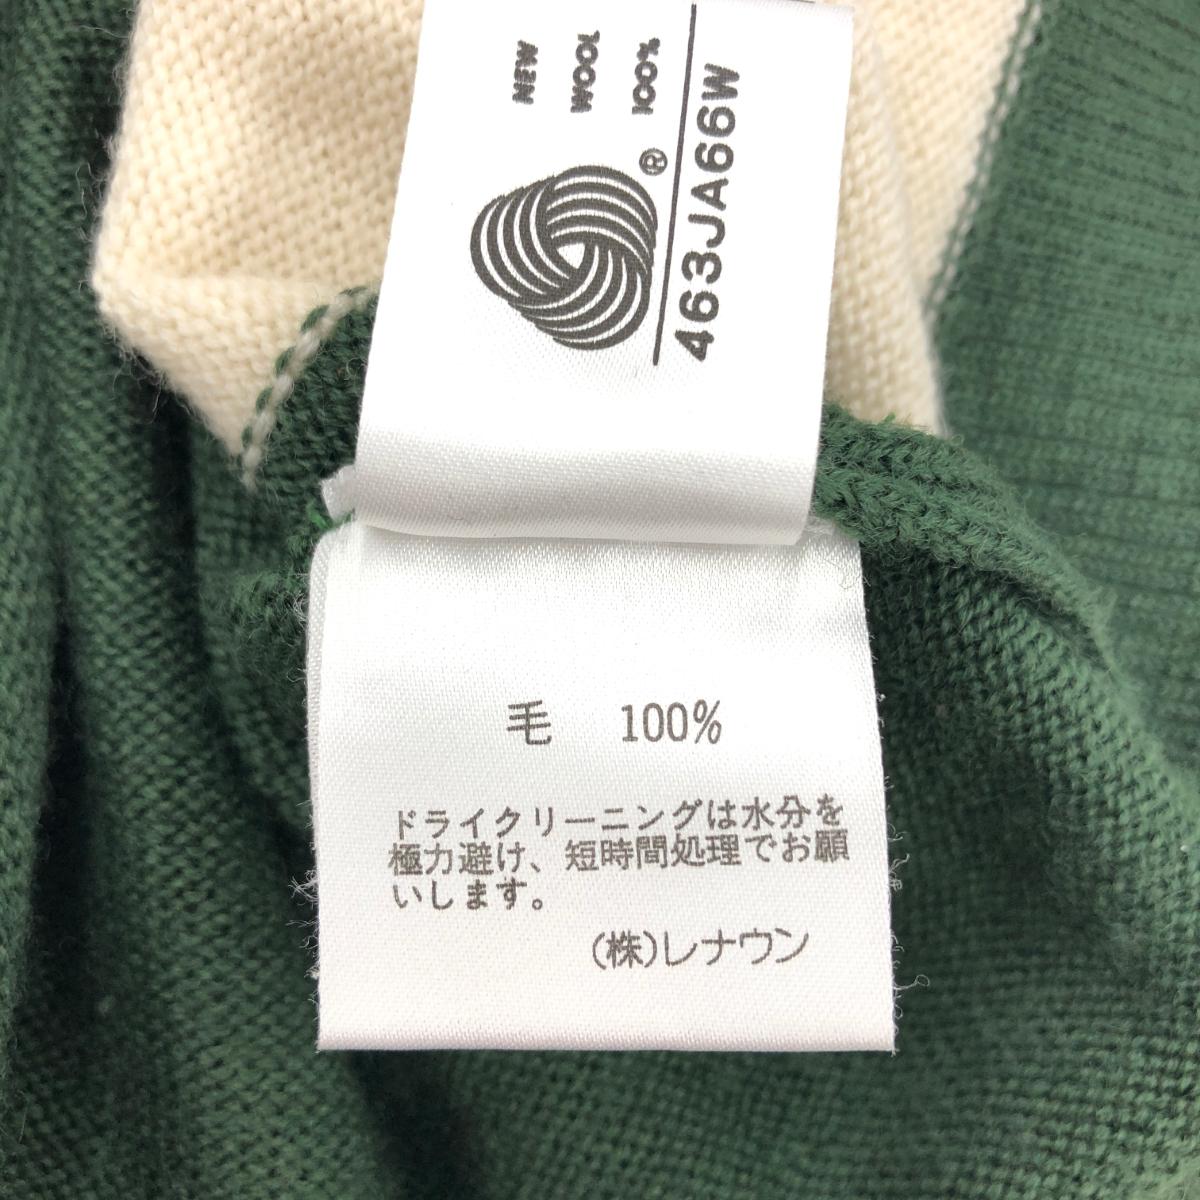 NEW
WOOL
100%
®
463JA66W
毛 100%
ドライクリーニングは水分を
極力避け、短時間処理でお願
いします。
(株)レナウン